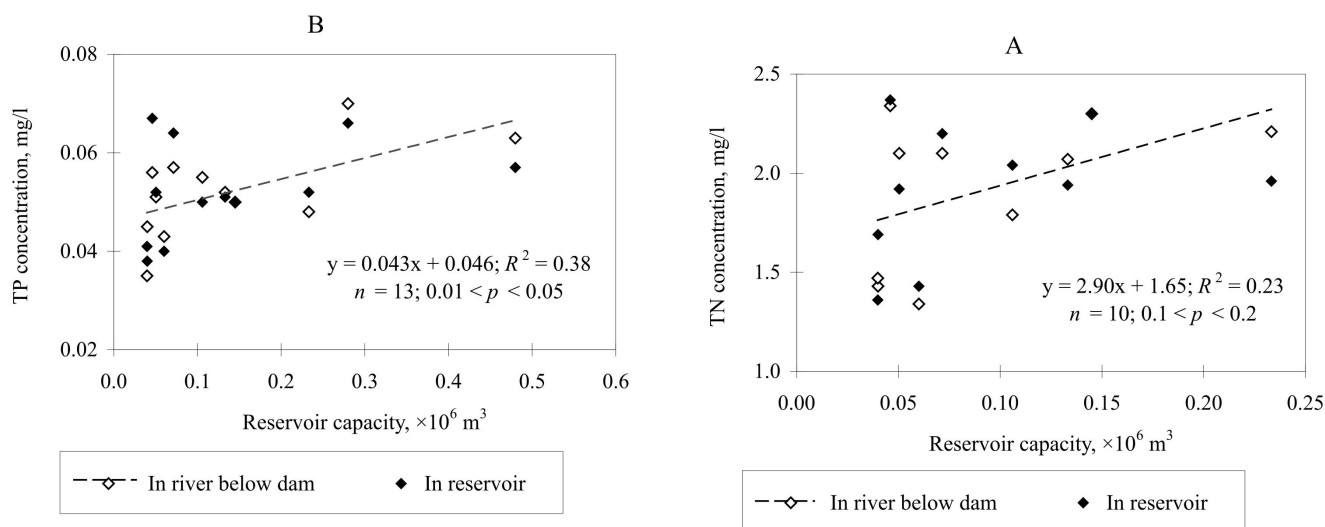 B
TP concentration, mg/l
0.08
0.06
0.04
0.02
0.0 0.1 0.2 0.3 0.4 0.5 0.6
y = 0.043x + 0.046; R² = 0.38
n = 13; 0.01 < p < 0.05
Reservoir capacity, ×10⁶ m³
In river below dam In reservoir
A
TN concentration, mg/l
2.5
2.0
1.5
1.0
0.00 0.05 0.10 0.15 0.20 0.25
y = 2.90x + 1.65; R² = 0.23
n = 10; 0.1 < p < 0.2
Reservoir capacity, ×10⁶ m³
In river below dam In reservoir